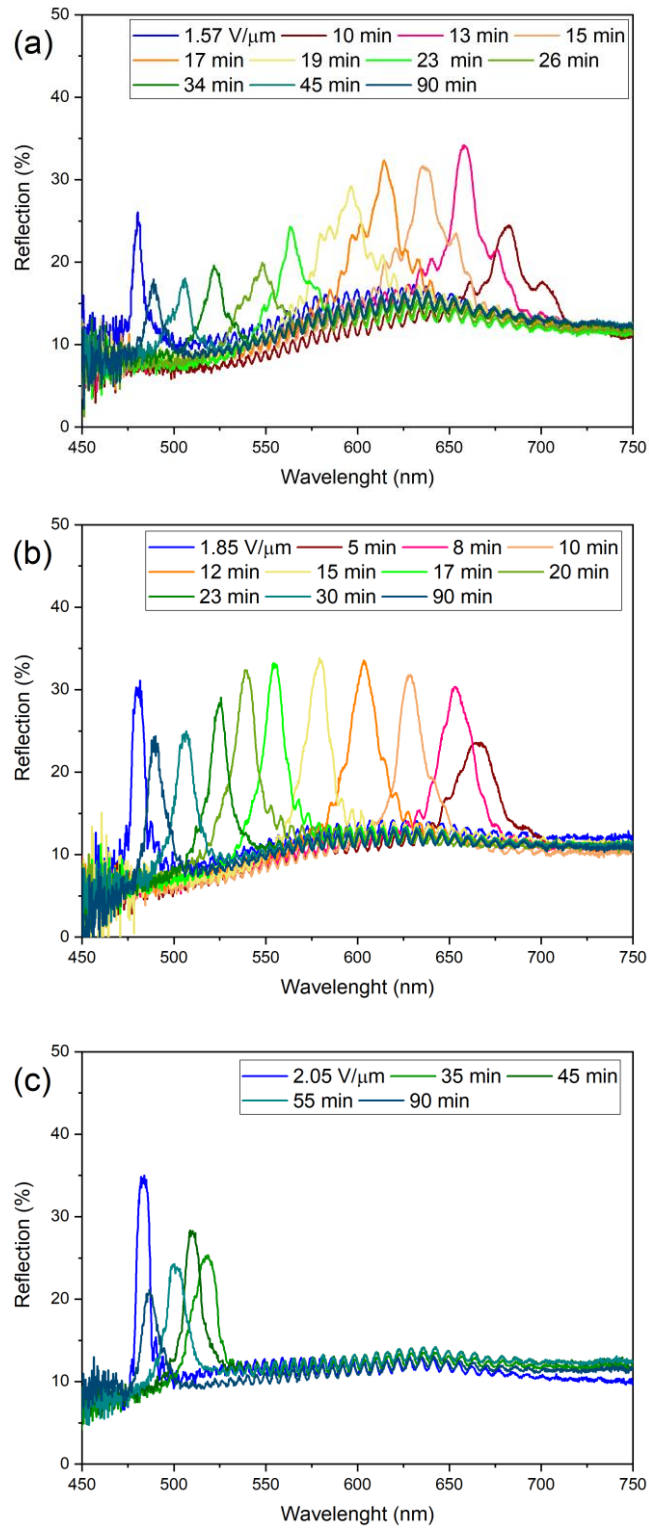 (a)
1.57 V/μm 10 min 13 min 15 min
17 min 19 min 23 min 26 min
34 min 45 min 90 min
50
40
30
20
10
0
Reflection (%)
450 500 550 600 650 700 750
Wavelenght (nm)
(b)
1.85 V/μm 5 min 8 min 10 min
12 min 15 min 17 min 20 min
23 min 30 min 90 min
50
40
30
20
10
0
Reflection (%)
450 500 550 600 650 700 750
Wavelenght (nm)
(c)
2.05 V/μm 35 min 45 min
55 min 90 min
50
40
30
20
10
0
Reflection (%)
450 500 550 600 650 700 750
Wavelenght (nm)